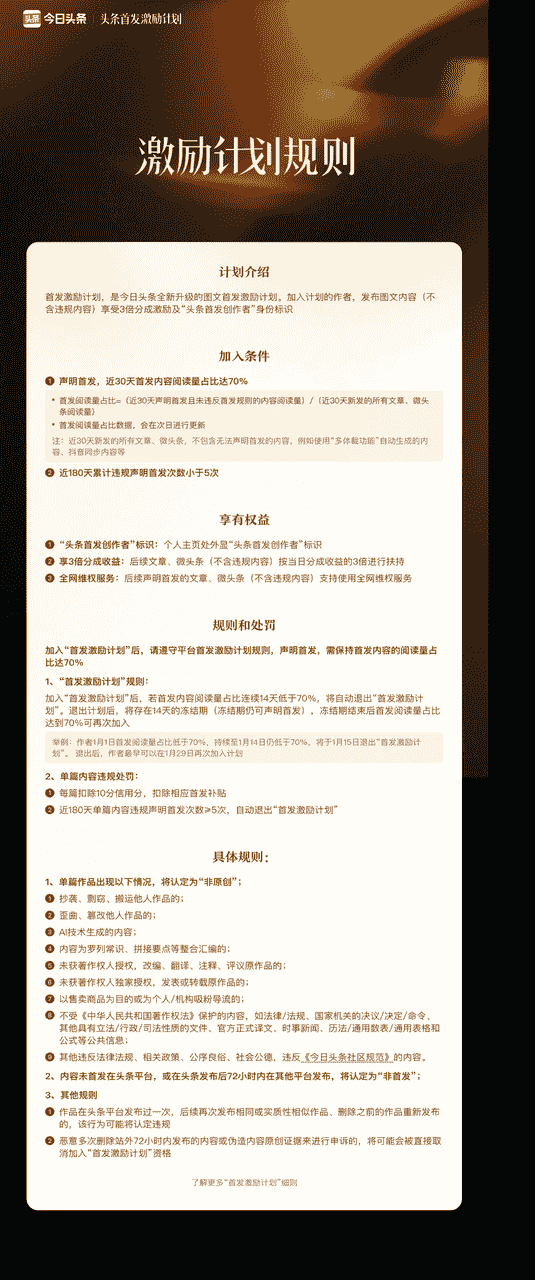 头条 今日头条 | 头条首发激励计划
激励计划规则
计划介绍
首发激励计划，是今日头条全新升级的图文首发激励计划。加入计划的作者，发布图文内容（不
含违规内容）享受3倍分成激励及“头条首发创作者”身份标识
加入条件
1 声明首发，近30天首发内容阅读量占比达70%
• 首发阅读量占比=（近30天声明首发且未违反首发规则的内容阅读量）/（近30天新发的所有文章、微头
条阅读量）
• 首发阅读量占比数据，会在次日进行更新
注：近30天新发的所有文章、微头条，不包含无法声明首发的内容，例如使用“多体裁功能”自动生成的内
容、抖音同步内容等
2 近180天累计违规声明首发次数小于5次
享有权益
1 “头条首发创作者”标识：个人主页处外显“头条首发创作者”标识
2 享3倍分成收益：后续文章、微头条（不含违规内容）按当日分成收益的3倍进行扶持
3 全网维权服务：后续声明首发的文章、微头条（不含违规内容）支持使用全网维权服务
规则和处罚
加入“首发激励计划”后，请遵守平台首发激励计划规则，声明首发，需保持首发内容的阅读量占
比达70%
1、“首发激励计划”规则：
加入“首发激励计划”后，若首发内容阅读量占比连续14天低于70%，将自动退出“首发激励计
划”。退出计划后，将存在14天的冻结期（冻结期仍可声明首发），冻结期结束后首发阅读量占比
达到70%可再次加入
举例：作者1月1日首发阅读量占比低于70%，持续至1月14日仍低于70%，将于1月15日退出“首发激励计
划”。 退出后，作者最早可以在1月29日再次加入计划
2、单篇内容违规处罚：
1 每篇扣除10分信用分，扣除相应首发补贴
2 近180天单篇内容违规声明首发次数≥5次，自动退出“首发激励计划”
具体规则：
1、单篇作品出现以下情况，将认定为“非原创”；
1 抄袭、剽窃、搬运他人作品的；
2 歪曲、篡改他人作品的；
3 AI技术生成的内容；
4 内容为罗列常识、拼接要点等整合汇编的；
5 未获著作权人授权，改编、翻译、注释、评议原作品的；
6 未获著作权人独家授权，发表或转载原作品的；
7 以售卖商品为目的或为个人/机构吸粉导流的；
8 不受《中华人民共和国著作权法》保护的内容，如法律/法规、国家机关的决议/决定/命令、
其他具有立法/行政/司法性质的文件、官方正式译文、时事新闻、历法/通用数表/通用表格和
公式等公共信息；
9 其他违反法律法规、相关政策、公序良俗、社会公德，违反《今日头条社区规范》的内容。
2、内容未首发在头条平台，或在头条发布后72小时内在其他平台发布，将认定为“非首发”；
3、其他规则
1 作品在头条平台发布过一次，后续再次发布相同或实质性相似作品、删除之前的作品重新发布
的，该行为可能将认定违规
2 恶意多次删除站外72小时内发布的内容或伪造内容原创证据来进行申诉的，将可能会被直接取
消加入“首发激励计划”资格
了解更多“首发激励计划”细则